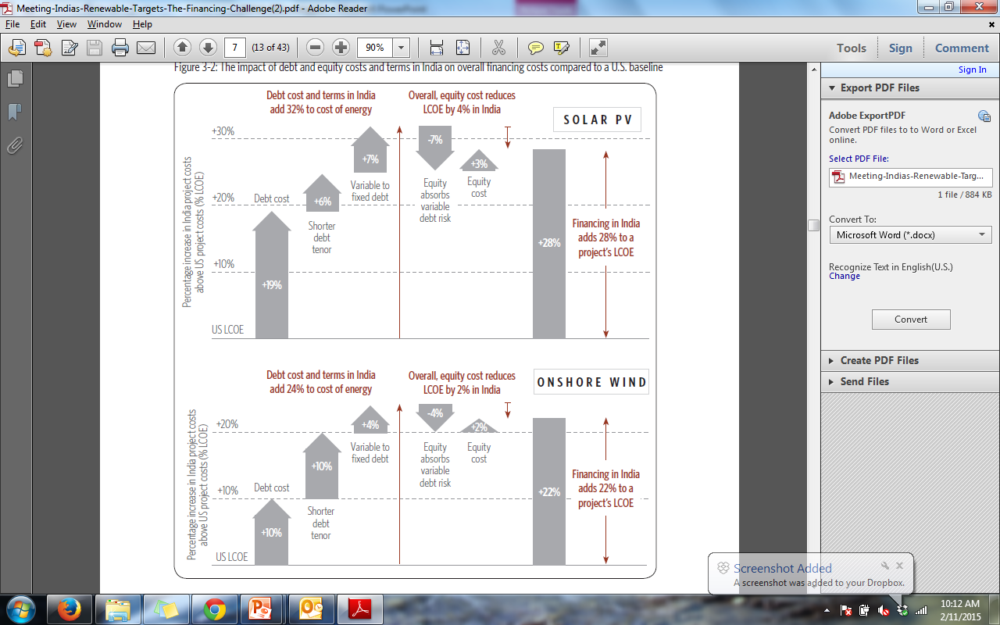 Meeting-Indias-Renewable-Targets-The-Financing-Challenge(2).pdf - Adobe Reader
File Edit View Window Help
7 (13 of 43) 90% Tools Sign Comment
Figure 3-2: The impact of debt and equity costs and terms in India on overall financing costs compared to a U.S. baseline
Debt cost and terms in India
add 32% to cost of energy
Overall, equity cost reduces
LCOE by 4% in India
SOLAR PV
Percentage increase in India project costs
above US project costs (% LCOE)
+30%
+20%
+10%
US LCOE
Debt cost
+19%
+6%
Shorter
debt
tenor
+7%
Variable to
fixed debt
-7%
Equity
absorbs
variable
debt risk
+3%
Equity
cost
+28%
Financing in India
adds 28% to a
project's LCOE
Debt cost and terms in India
add 24% to cost of energy
Overall, equity cost reduces
LCOE by 2% in India
ONSHORE WIND
Percentage increase in India project costs
above US project costs (% LCOE)
+20%
+10%
US LCOE
Debt cost
+10%
+10%
Shorter
debt
tenor
+4%
Variable to
fixed debt
-4%
Equity
absorbs
variable
debt risk
+2%
Equity
cost
+22%
Financing in India
adds 22% to a
project's LCOE
Sign In
Export PDF Files
Adobe ExportPDF
Convert PDF files to to Word or Excel
online.
Select PDF File:
Meeting-Indias-Renewable-Targ...
1 file / 884 KB
Convert To:
Microsoft Word (*.docx)
Recognize Text in English(U.S.)
Change
Convert
Create PDF Files
Send Files
Screenshot Added
A screenshot was added to your Dropbox.
10:12 AM
2/11/2015